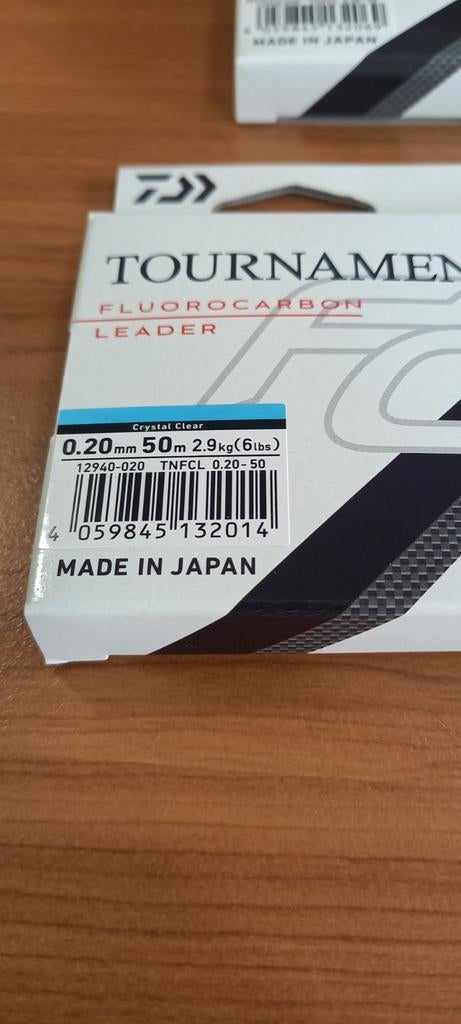 MADE IN JAPAN
TOURNAMEN
FLUOROCARBON
LEADER
FC
Crystal Clear
0.20mm 50m 2.9kg(6lbs)
12940-020 TNFCL 0.20-50
4 059845 132014
MADE IN JAPAN